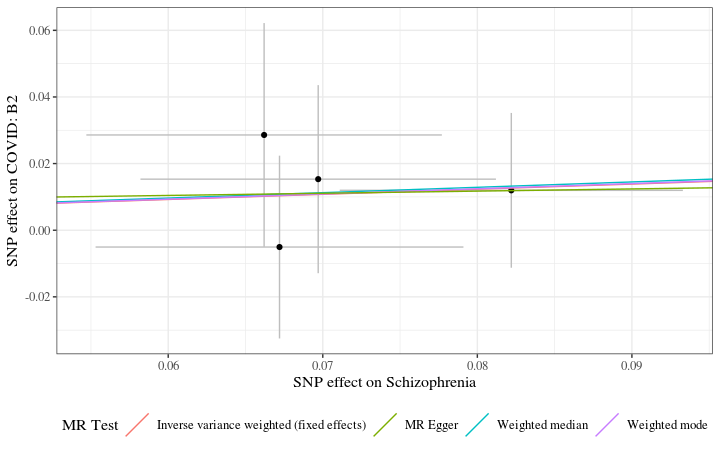 0.06
0.04
0.02
0.00
-0.02
SNP effect on COVID: B2
0.06 0.07 0.08 0.09
SNP effect on Schizophrenia
MR Test Inverse variance weighted (fixed effects) MR Egger Weighted median Weighted mode